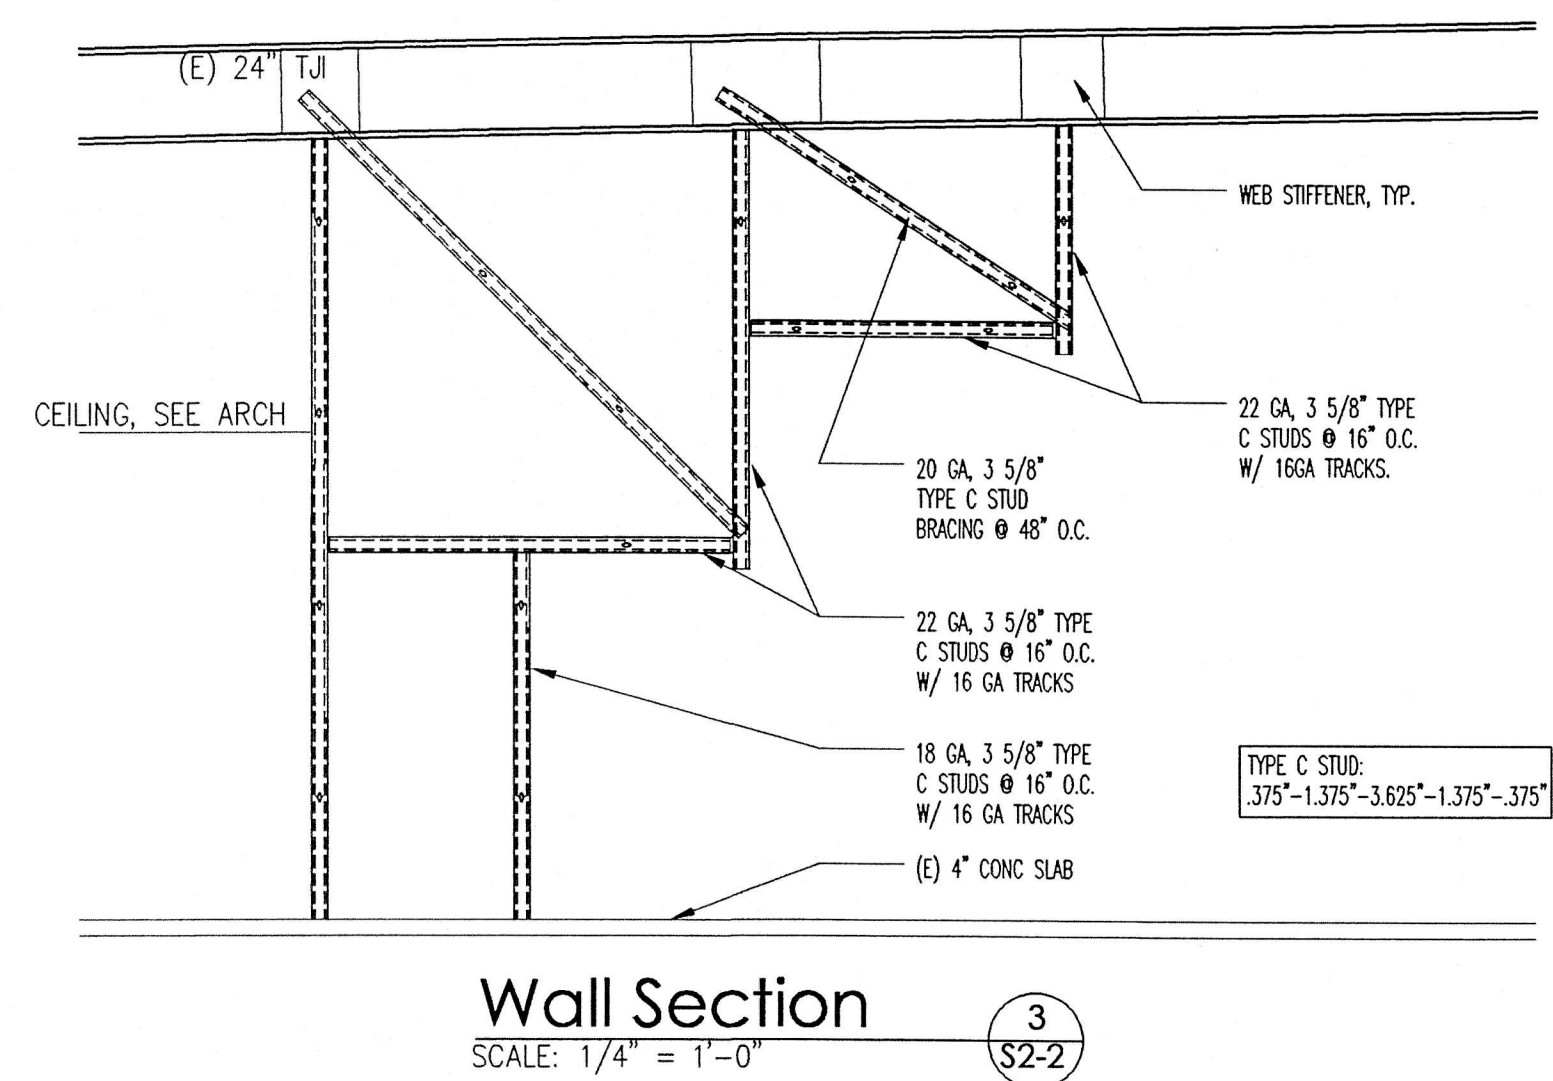 (E) 24" TJI
WEB STIFFENER, TYP.
CEILING, SEE ARCH
22 GA, 3 5/8" TYPE
C STUDS @ 16" O.C.
W/ 16GA TRACKS.
20 GA, 3 5/8"
TYPE C STUD
BRACING @ 48" O.C.
22 GA, 3 5/8" TYPE
C STUDS @ 16" O.C.
W/ 16 GA TRACKS
18 GA, 3 5/8" TYPE
C STUDS @ 16" O.C.
W/ 16 GA TRACKS
TYPE C STUD:
.375"-1.375"-3.625"-1.375"-.375"
(E) 4" CONC SLAB
Wall Section
SCALE: 1/4" = 1'-0"
3
S2-2